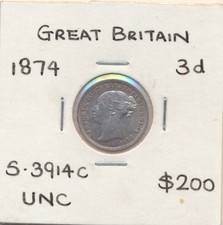 GREAT BRITAIN
1874 3d
S.3914C
UNC $200